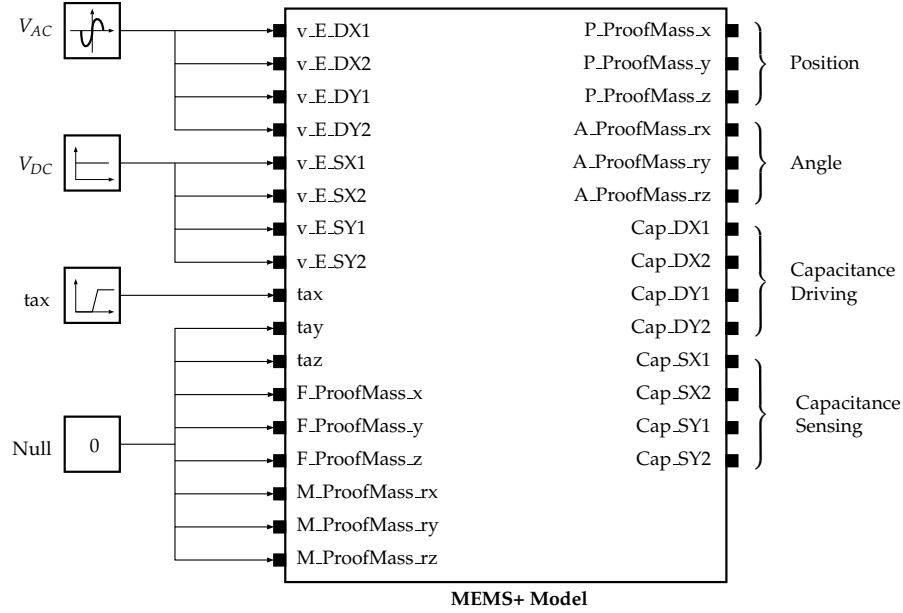 V_AC
v_E_DX1
v_E_DX2
v_E_DY1
v_E_DY2
V_DC
v_E_SX1
v_E_SX2
v_E_SY1
v_E_SY2
tax
tax
tay
taz
F_ProofMass_x
F_ProofMass_y
Null
0
F_ProofMass_z
M_ProofMass_rx
M_ProofMass_ry
M_ProofMass_rz
P_ProofMass_x
P_ProofMass_y
P_ProofMass_z
Position
A_ProofMass_rx
A_ProofMass_ry
A_ProofMass_rz
Angle
Cap_DX1
Cap_DX2
Cap_DY1
Cap_DY2
Capacitance
Driving
Cap_SX1
Cap_SX2
Cap_SY1
Cap_SY2
Capacitance
Sensing
MEMS+ Model